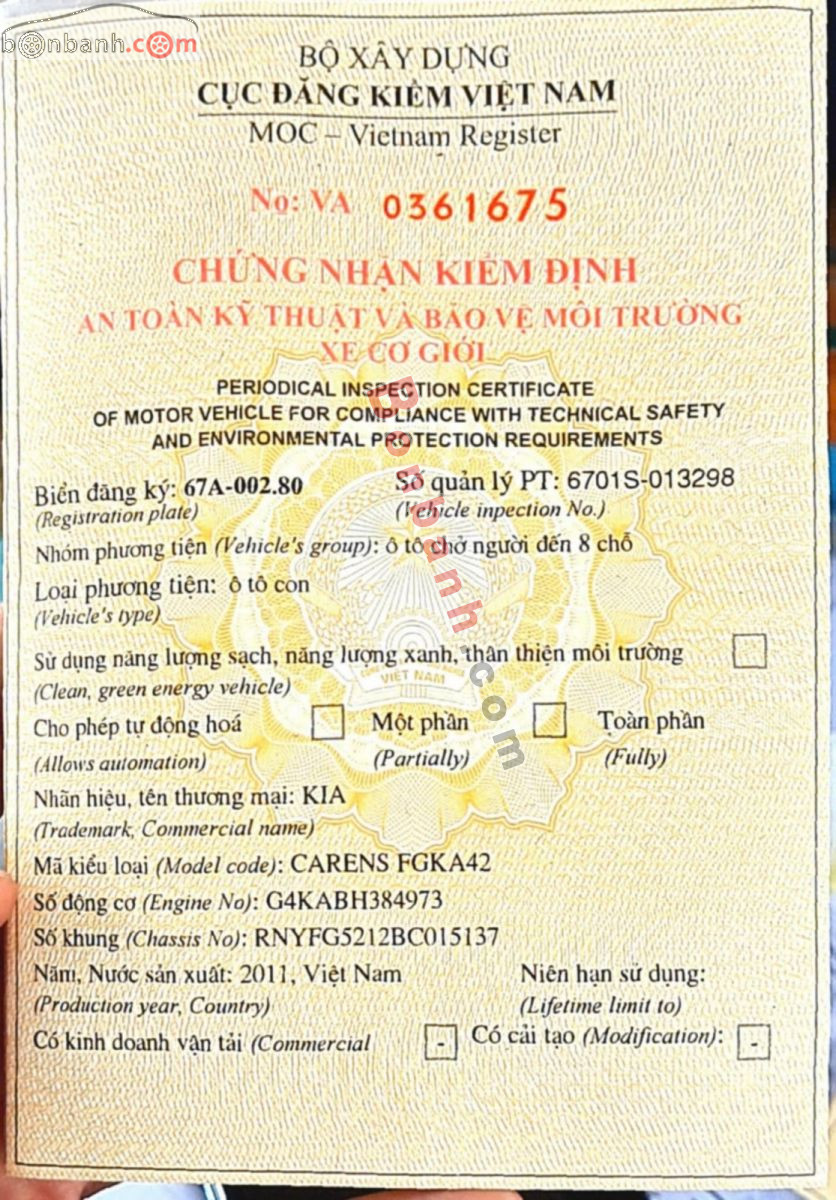 bonbanh.com
BỘ XÂY DỰNG
CỤC ĐĂNG KIỂM VIỆT NAM
MOC – Vietnam Register
No: VA 0361675
CHỨNG NHẬN KIỂM ĐỊNH
AN TOÀN KỸ THUẬT VÀ BẢO VỆ MÔI TRƯỜNG
XE CƠ GIỚI
PERIODICAL INSPECTION CERTIFICATE
OF MOTOR VEHICLE FOR COMPLIANCE WITH TECHNICAL SAFETY
AND ENVIRONMENTAL PROTECTION REQUIREMENTS
Biển đăng ký: 67A-002.80 Số quản lý PT: 6701S-013298
(Registration plate) (Vehicle inpection No.)
Nhóm phương tiện (Vehicle's group): ô tô chở người đến 8 chỗ
Loại phương tiện: ô tô con
(Vehicle's type)
Sử dụng năng lượng sạch, năng lượng xanh, thân thiện môi trường
(Clean, green energy vehicle)
VIỆT NAM
Cho phép tự động hoá Một phần Toàn phần
(Allows automation) (Partially) (Fully)
Nhãn hiệu, tên thương mại: KIA
(Trademark, Commercial name)
Mã kiểu loại (Model code): CARENS FGKA42
Số động cơ (Engine No): G4KABH384973
Số khung (Chassis No): RNYFG5212BC015137
Năm, Nước sản xuất: 2011, Việt Nam Niên hạn sử dụng:
(Production year, Country) (Lifetime limit to)
Có kinh doanh vận tải (Commercial - Có cải tạo (Modification): -
Bonbanh.com